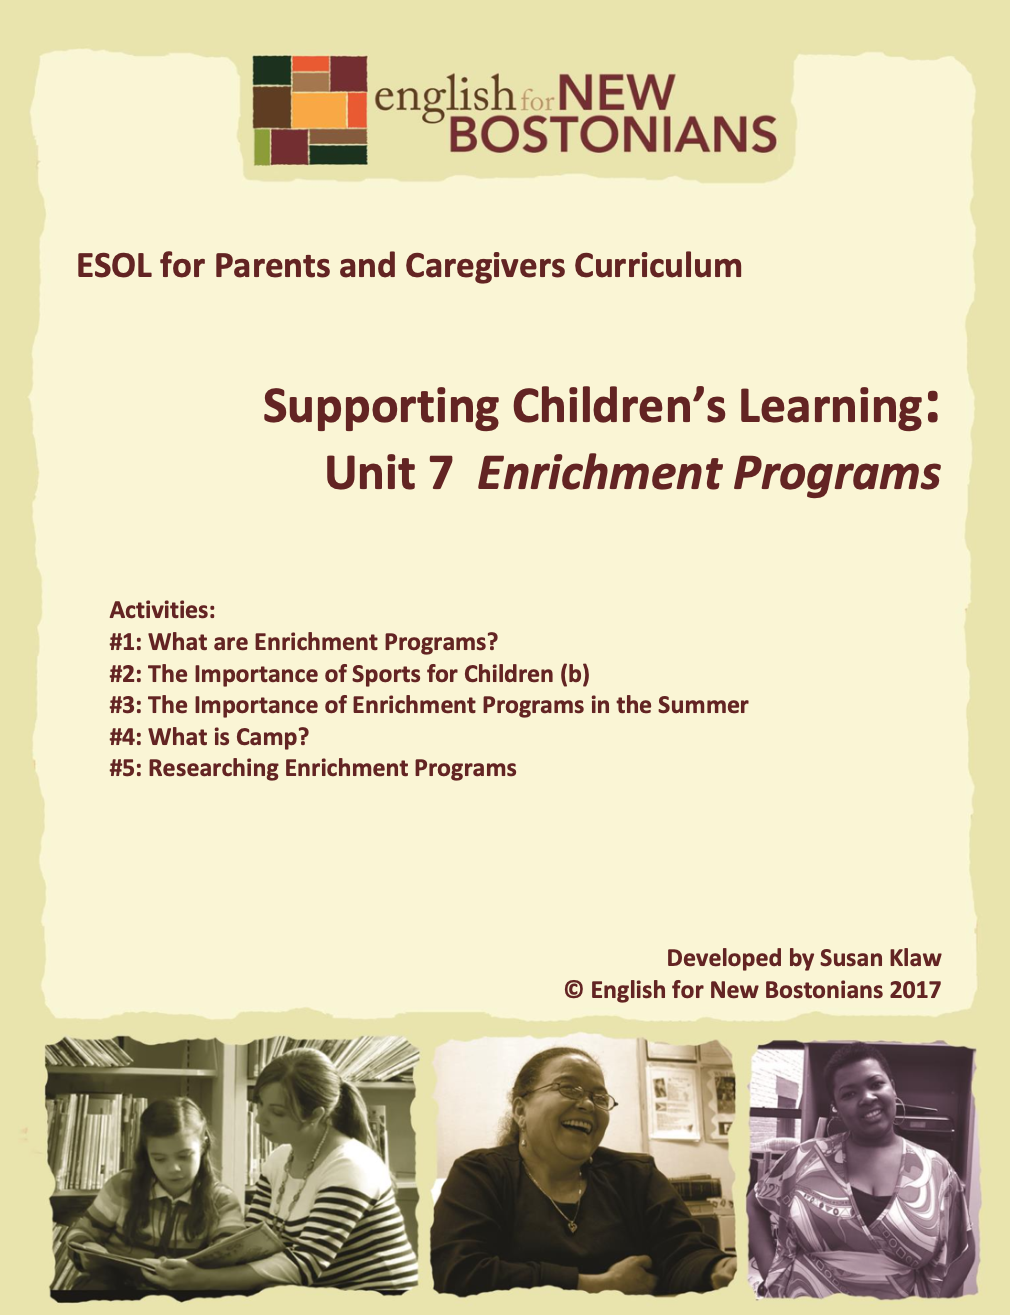 english for NEW
BOSTONIANS
ESOL for Parents and Caregivers Curriculum
Supporting Children’s Learning:
Unit 7 Enrichment Programs
Activities:
#1: What are Enrichment Programs?
#2: The Importance of Sports for Children (b)
#3: The Importance of Enrichment Programs in the Summer
#4: What is Camp?
#5: Researching Enrichment Programs
Developed by Susan Klaw
© English for New Bostonians 2017